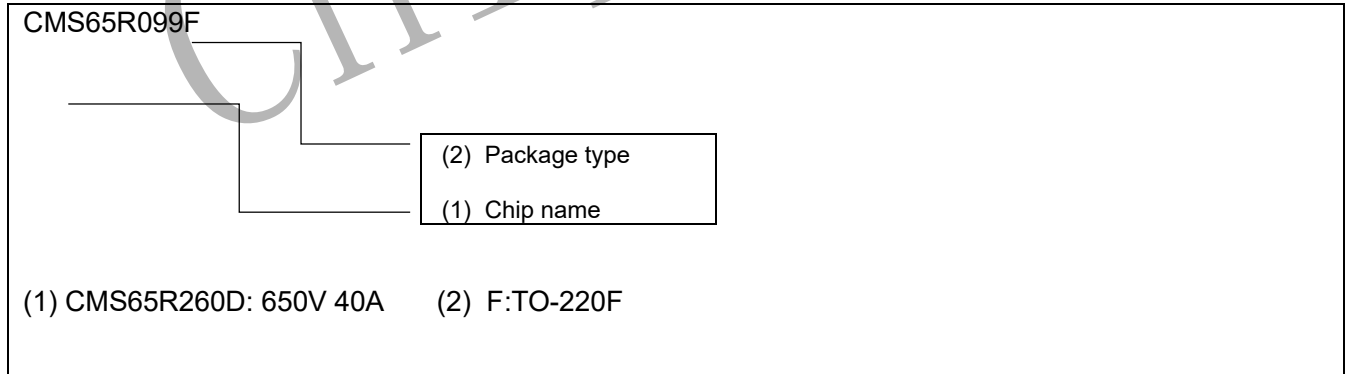 CMS65R099F
(2) Package type
(1) Chip name
(1) CMS65R260D: 650V 40A (2) F:TO-220F